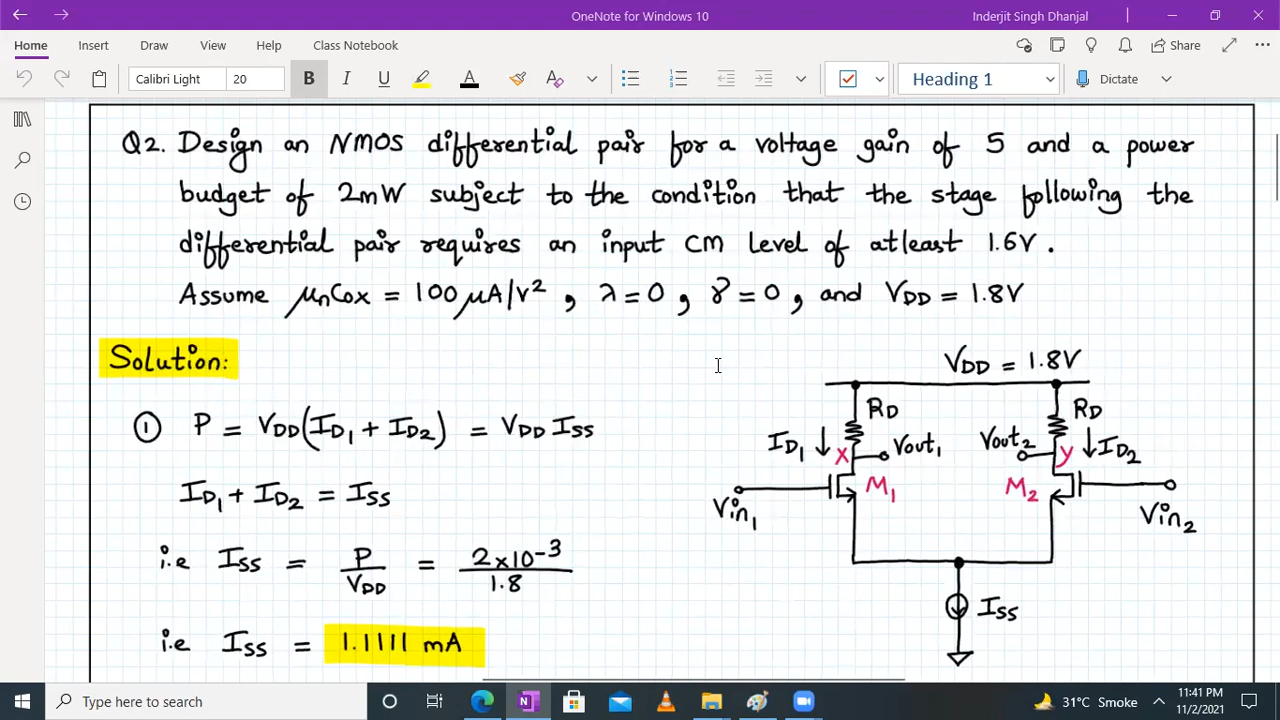 OneNote for Windows 10
Inderjit Singh Dhanjal
Home Insert Draw View Help Class Notebook Share
Calibri Light 20 B I U A Heading 1 Dictate
Q2. Design an NMOS differential pair for a voltage gain of 5 and a power
budget of 2mW subject to the condition that the stage following the
differential pair requires an input CM level of atleast 1.6V.
Assume μnCox = 100 μA/V², λ=0, γ=0, and VDD = 1.8V
Solution:
① P = VDD(ID1 + ID2) = VDD ISS
ID1 + ID2 = ISS
i.e ISS = P/VDD = 2x10⁻³/1.8
i.e ISS = 1.1111 mA
VDD = 1.8V
RD RD
ID1 Vout1 Vout2 ID2
x y
M1 M2
Vin1 Vin2
ISS
Type here to search
31°C Smoke
11:41 PM
11/2/2021